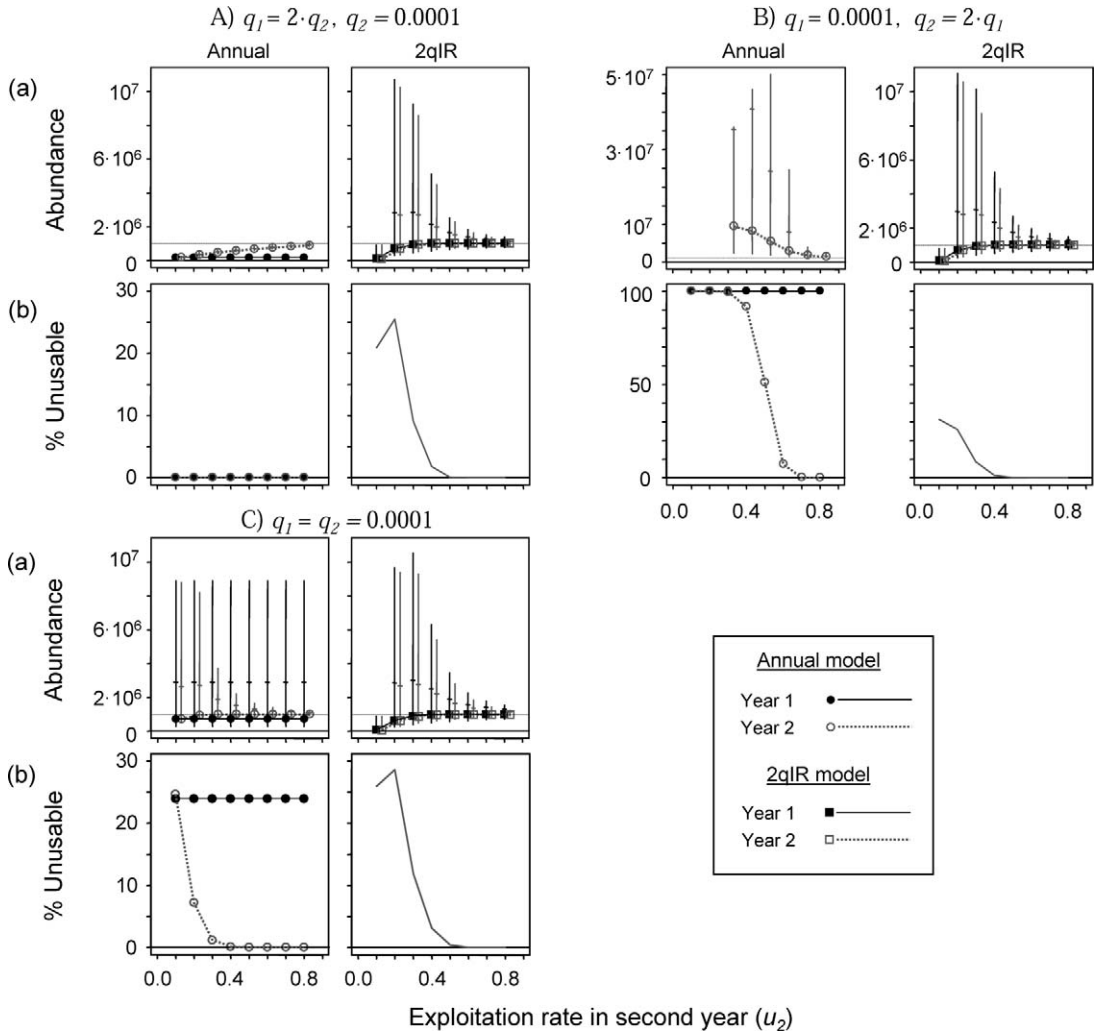 A) q₁ = 2·q₂, q₂ = 0.0001
B) q₁ = 0.0001, q₂ = 2·q₁
Annual
2qIR
Annual
2qIR
(a)
Abundance
10⁷
6·10⁶
2·10⁶
0
5·10⁷
3·10⁷
10⁷
0
10⁷
6·10⁶
2·10⁶
0
(b)
% Unusable
30
20
10
0
100
50
0
0.0 0.4 0.8
0.0 0.4 0.8
C) q₁ = q₂ = 0.0001
(a)
Abundance
10⁷
6·10⁶
2·10⁶
0
(b)
% Unusable
30
20
10
0
0.0 0.4 0.8
0.0 0.4 0.8
Exploitation rate in second year (u₂)
Annual model
Year 1
Year 2
2qIR model
Year 1
Year 2